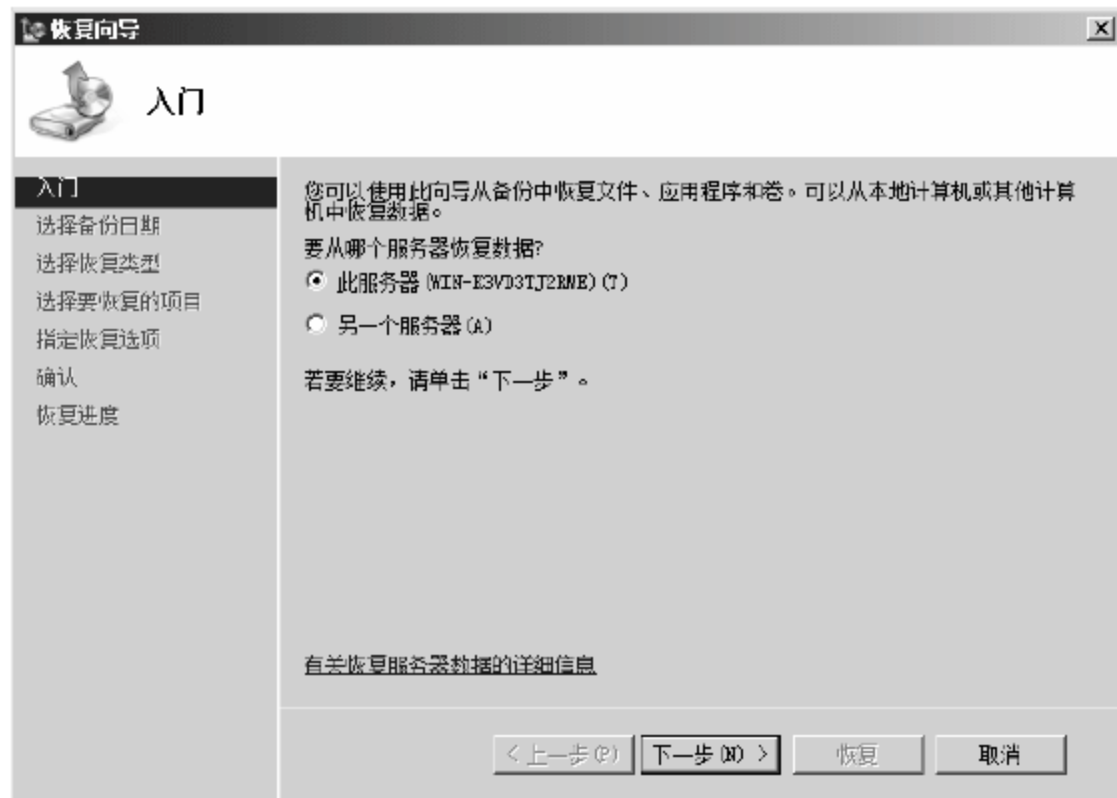 恢复向导
入门
入门
选择备份日期
选择恢复类型
选择要恢复的项目
指定恢复选项
确认
恢复进度
您可以使用此向导从备份中恢复文件、应用程序和卷。可以从本地计算机或其他计算
机中恢复数据。
要从哪个服务器恢复数据?
此服务器(WIN-E3VD3TJ2RNE)(T)
另一个服务器(A)
若要继续，请单击“下一步”。
有关恢复服务器数据的详细信息
< 上一步(P)
下一步(N) >
恢复
取消